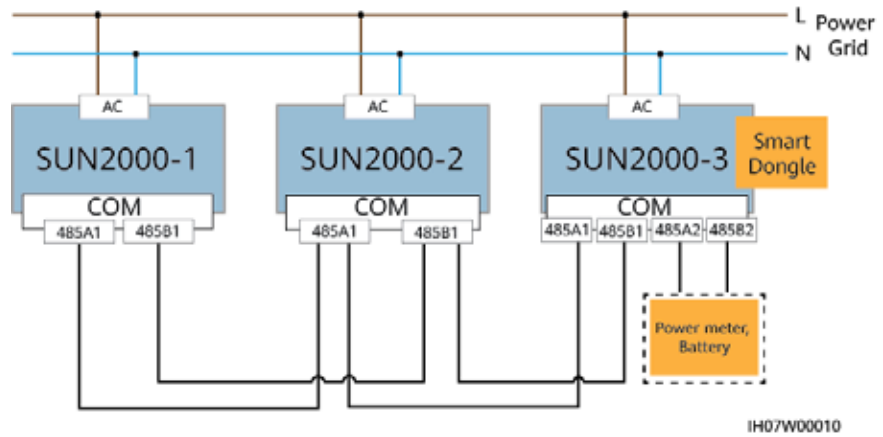 L Power
N Grid
AC
AC
AC
SUN2000-1
SUN2000-2
SUN2000-3
Smart
Dongle
COM
COM
COM
485A1
485B1
485A1
485B1
485A1
485B1
485A2
485B2
Power meter,
Battery
IH07W00010